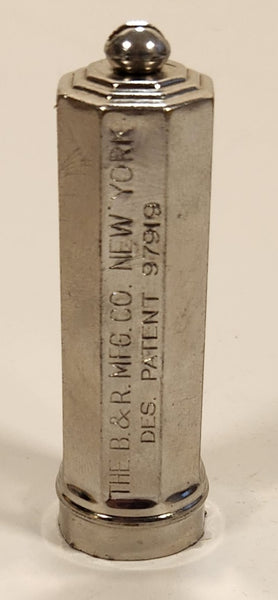 THE B. & R. MFG. CO. NEW YORK
DES. PATENT 97919